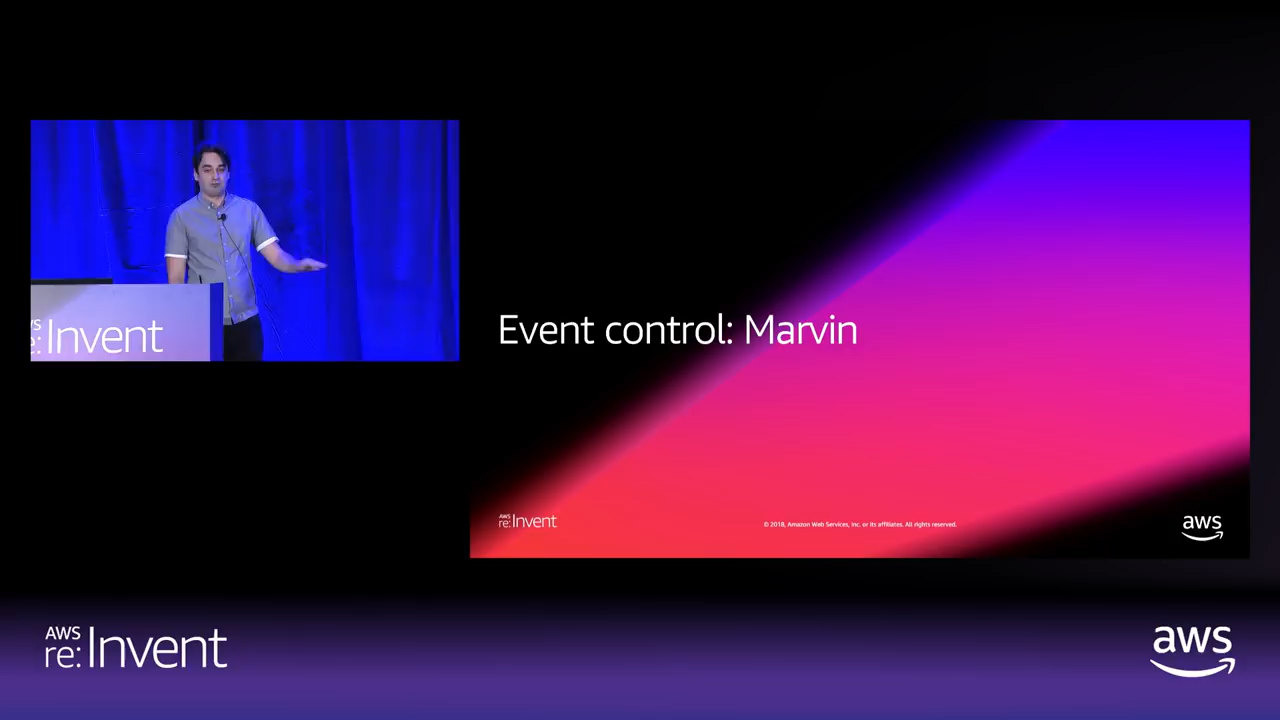 re:Invent
Event control: Marvin
AWS
re:Invent
© 2018, Amazon Web Services, Inc. or its affiliates. All rights reserved.
aws
AWS
re:Invent
aws